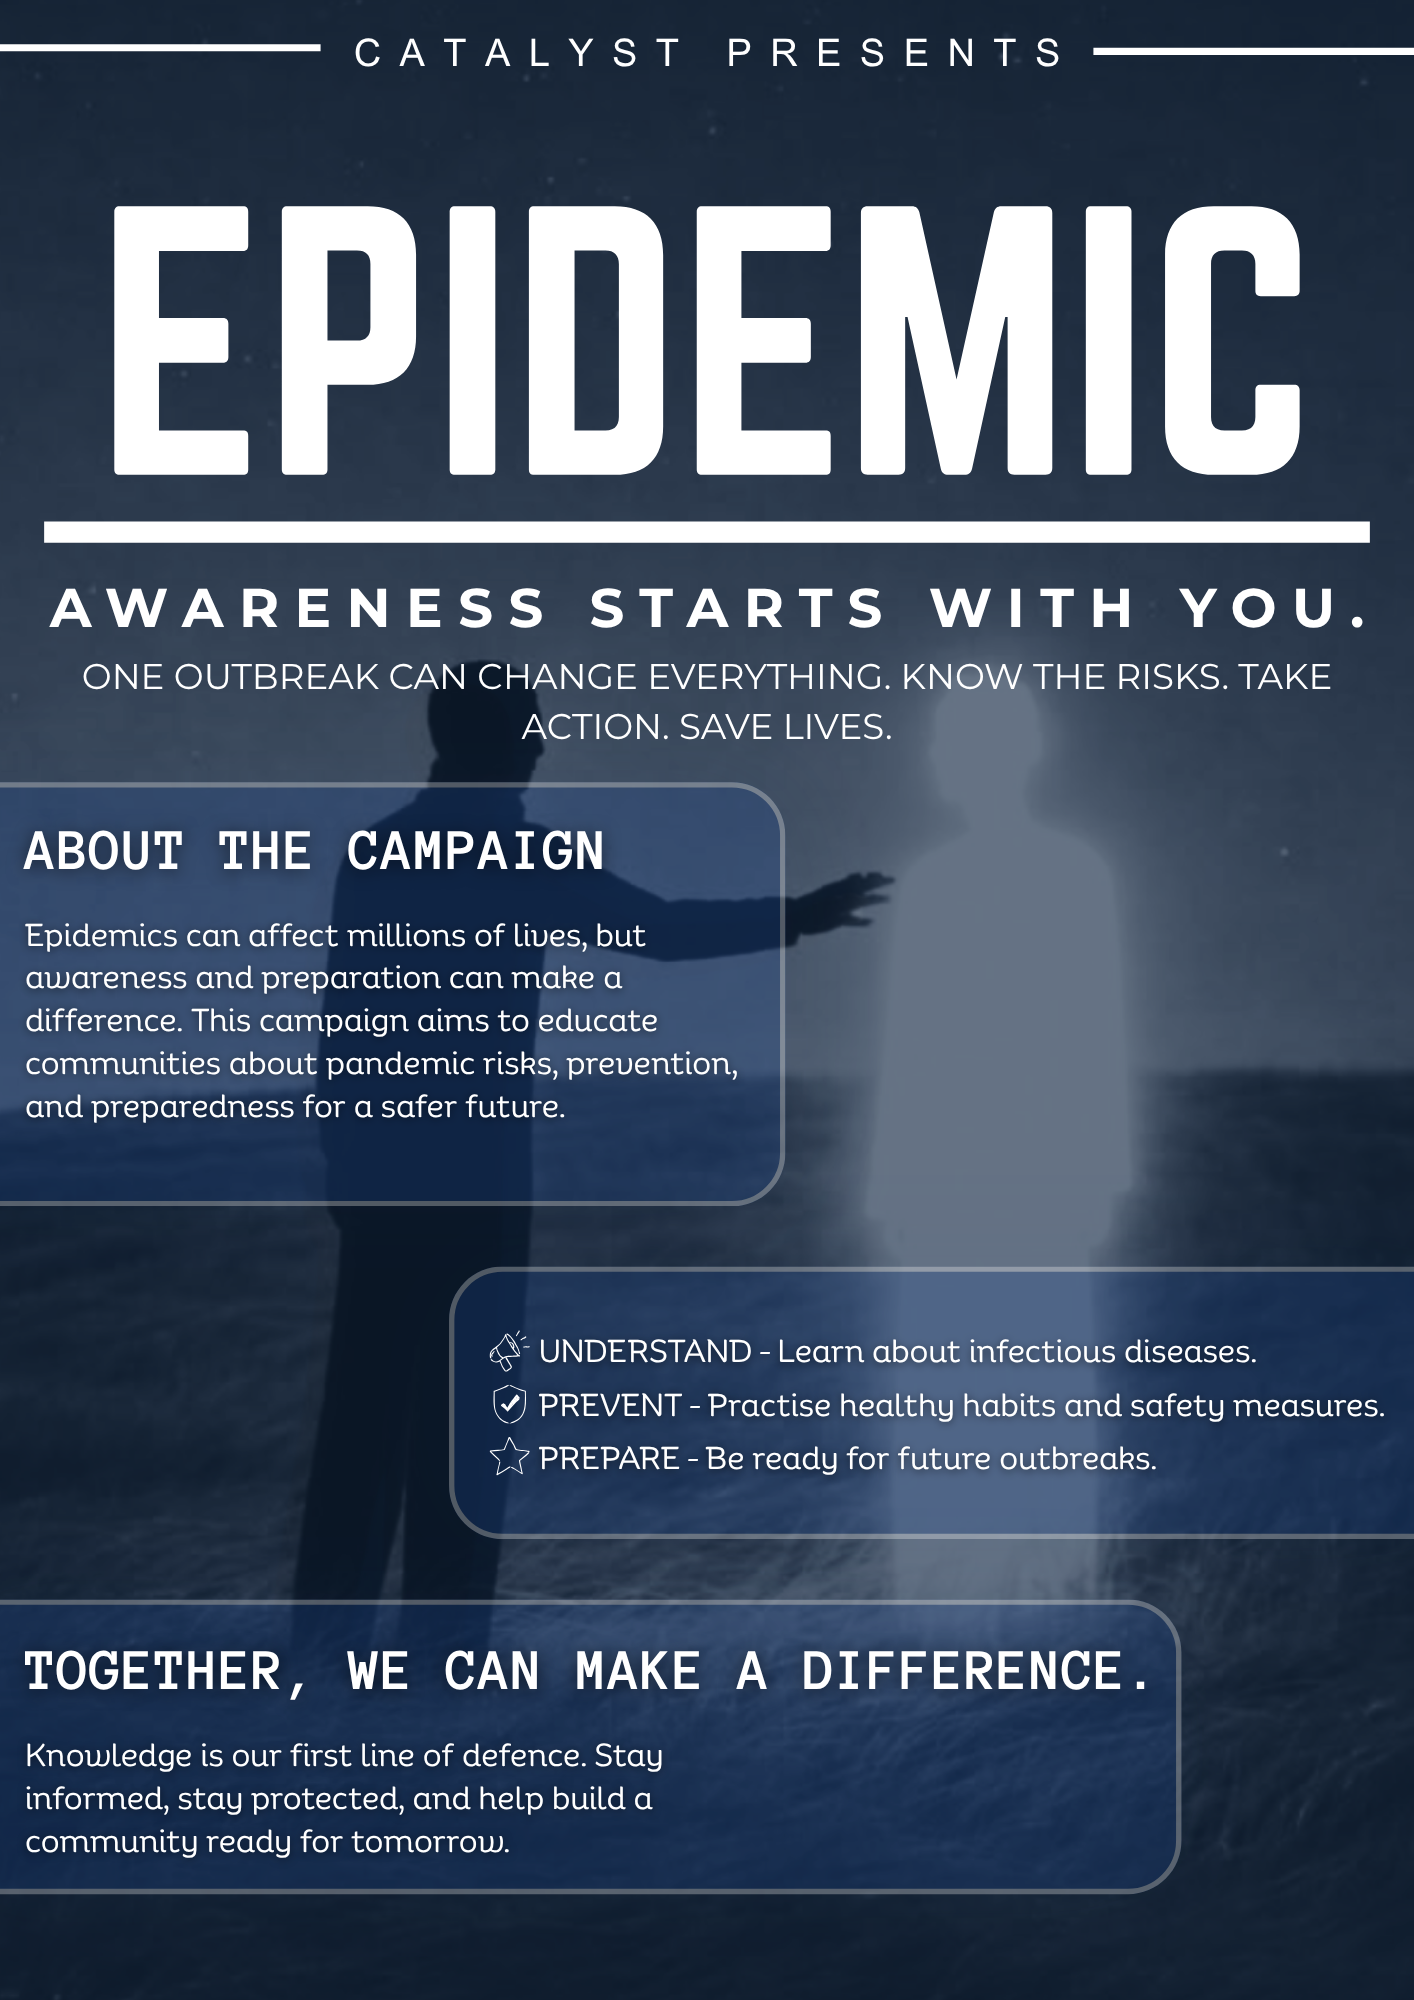 CATALYST PRESENTS
EPIDEMIC
AWARENESS STARTS WITH YOU.
ONE OUTBREAK CAN CHANGE EVERYTHING. KNOW THE RISKS. TAKE
ACTION. SAVE LIVES.
ABOUT THE CAMPAIGN
Epidemics can affect millions of lives, but
awareness and preparation can make a
difference. This campaign aims to educate
communities about pandemic risks, prevention,
and preparedness for a safer future.
UNDERSTAND - Learn about infectious diseases.
PREVENT - Practise healthy habits and safety measures.
PREPARE - Be ready for future outbreaks.
TOGETHER, WE CAN MAKE A DIFFERENCE.
Knowledge is our first line of defence. Stay
informed, stay protected, and help build a
community ready for tomorrow.